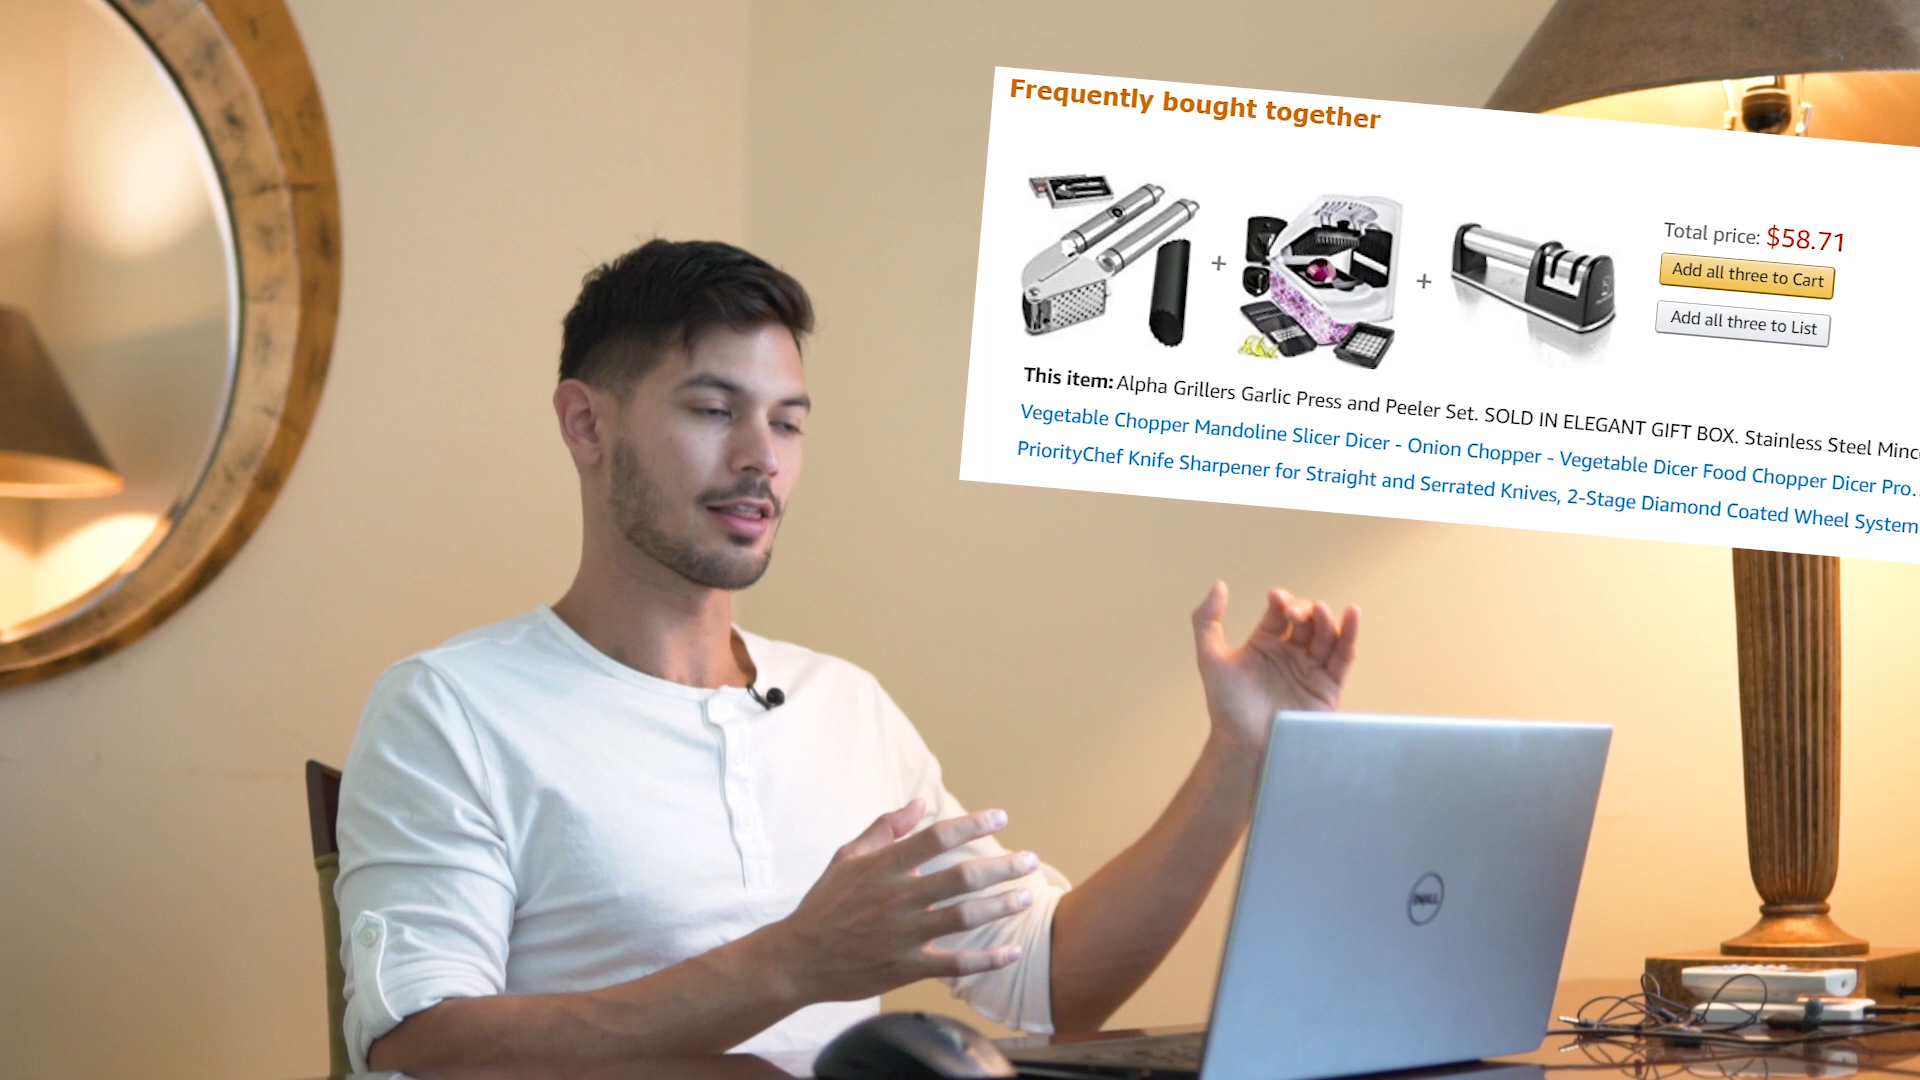 Frequently bought together
+
+
Total price: $58.71
Add all three to Cart
Add all three to List
This item: Alpha Grillers Garlic Press and Peeler Set. SOLD IN ELEGANT GIFT BOX. Stainless Steel Minc
Vegetable Chopper Mandoline Slicer Dicer - Onion Chopper - Vegetable Dicer Food Chopper Dicer Pro..
PriorityChef Knife Sharpener for Straight and Serrated Knives, 2-Stage Diamond Coated Wheel System
DELL